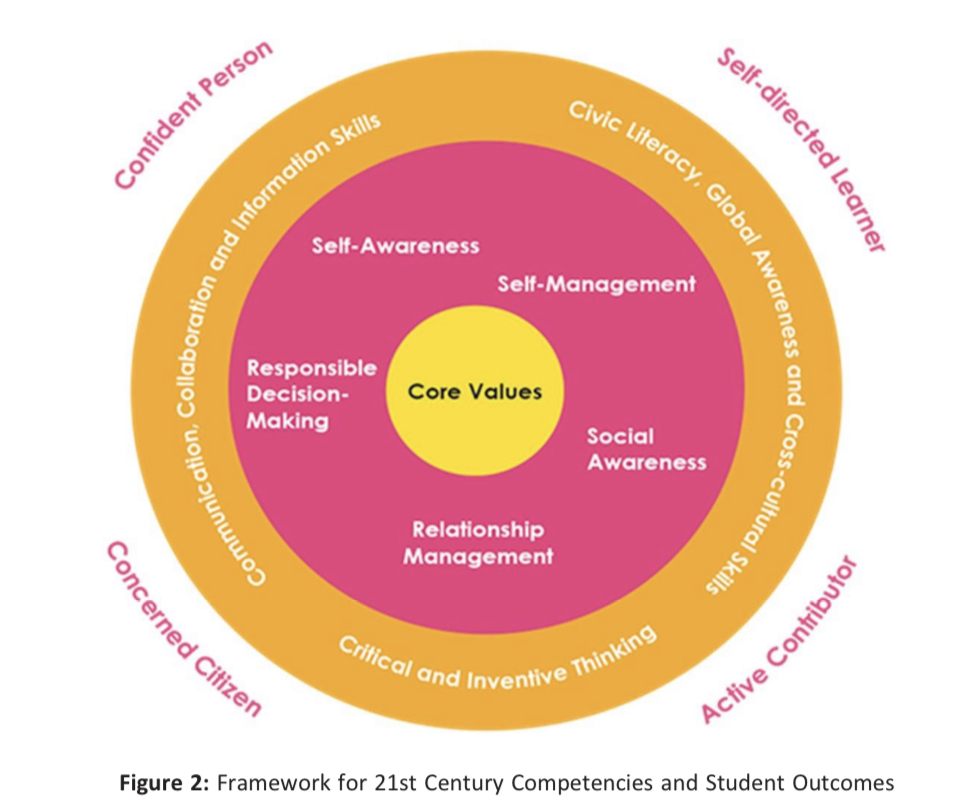 Confident Person
Self-directed Learner
Communication, Collaboration and Information Skills
Civic Literacy, Global Awareness and Cross-cultural Skills
Self-Awareness
Self-Management
Responsible
Decision-
Making
Core Values
Social
Awareness
Relationship
Management
Critical and Inventive Thinking
Concerned Citizen
Active Contributor
Figure 2: Framework for 21st Century Competencies and Student Outcomes